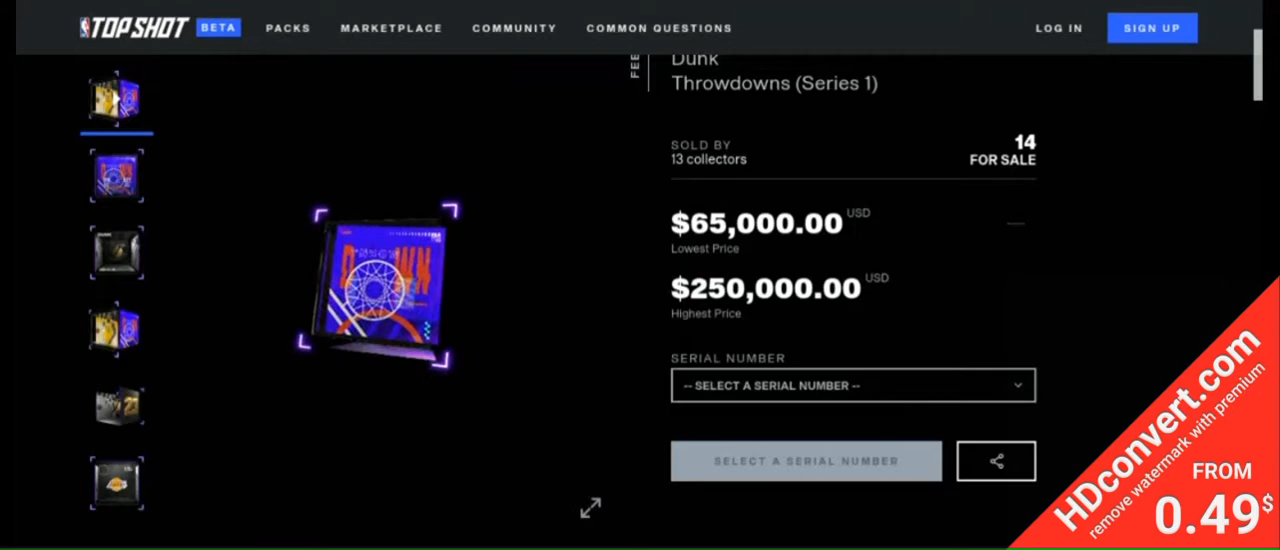 TOP SHOT BETA PACKS MARKETPLACE COMMUNITY COMMON QUESTIONS LOG IN SIGN UP
FEE
Dunk
Throwdowns (Series 1)
SOLD BY
13 collectors
14
FOR SALE
$65,000.00 USD
Lowest Price
$250,000.00 USD
Highest Price
SERIAL NUMBER
-- SELECT A SERIAL NUMBER --
SELECT A SERIAL NUMBER
HDconvert.com
remove watermark with premium
FROM
0.49$